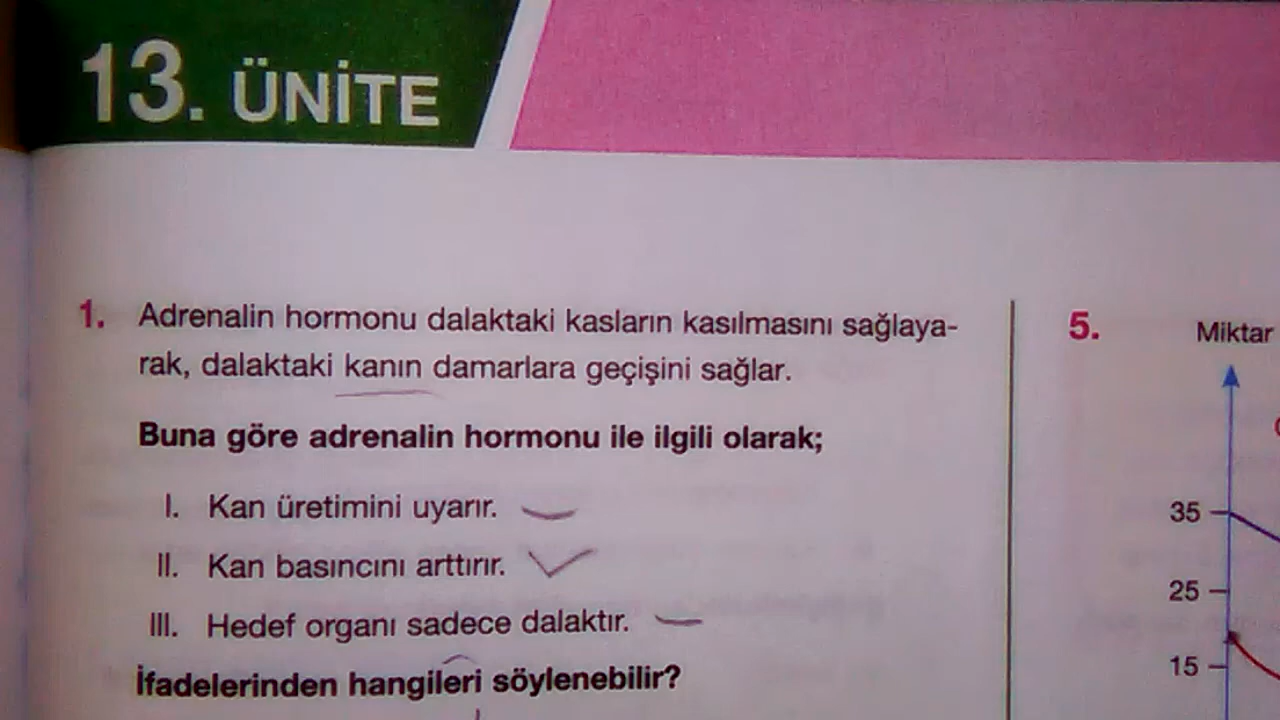 13. ÜNİTE
1. Adrenalin hormonu dalaktaki kasların kasılmasını sağlaya-
rak, dalaktaki kanın damarlara geçişini sağlar.
Buna göre adrenalin hormonu ile ilgili olarak;
I. Kan üretimini uyarır.
II. Kan basıncını arttırır.
III. Hedef organı sadece dalaktır.
İfadelerinden hangileri söylenebilir?
5. Miktar
35
25
15